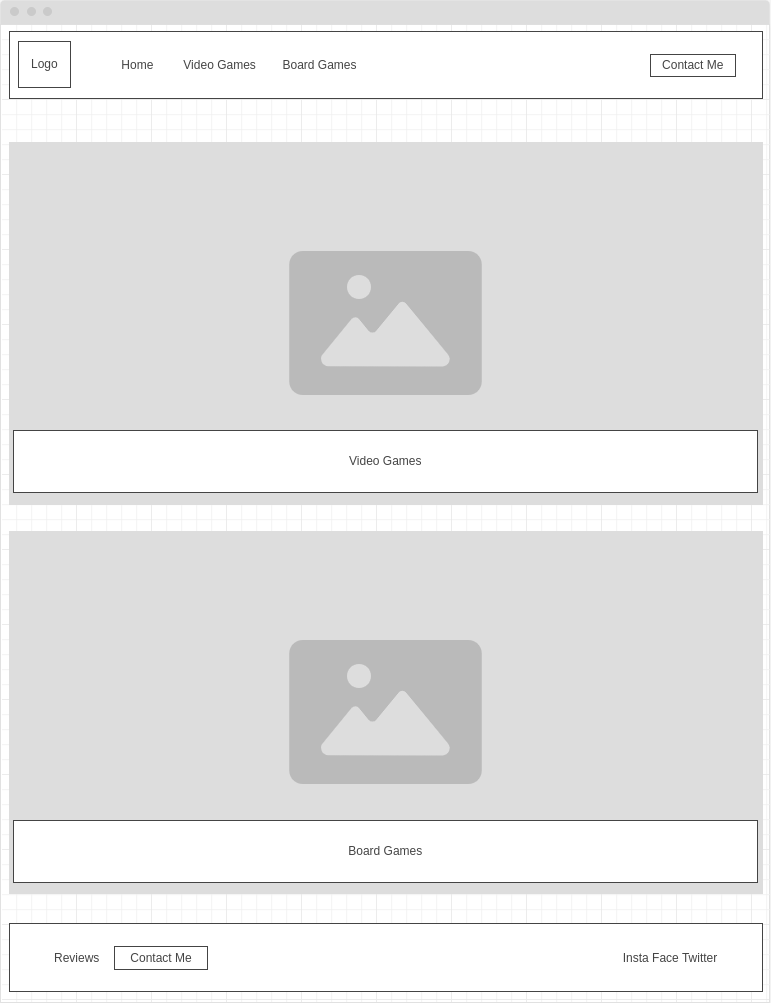 Logo
Home Video Games Board Games Contact Me
Video Games
Board Games
Reviews Contact Me Insta Face Twitter